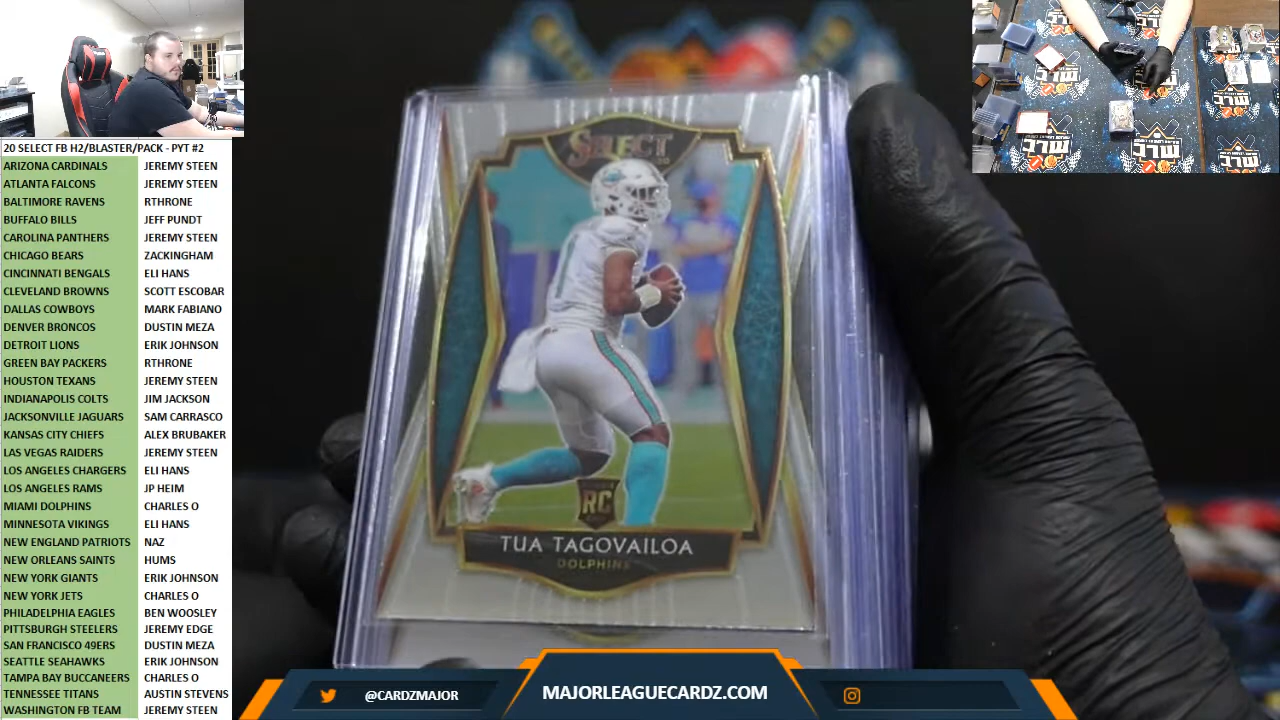 20 SELECT FB H2/BLASTER/PACK - PYT #2
ARIZONA CARDINALS JEREMY STEEN
ATLANTA FALCONS JEREMY STEEN
BALTIMORE RAVENS RTHRONE
BUFFALO BILLS JEFF PUNDT
CAROLINA PANTHERS JEREMY STEEN
CHICAGO BEARS ZACKINGHAM
CINCINNATI BENGALS ELI HANS
CLEVELAND BROWNS SCOTT ESCOBAR
DALLAS COWBOYS MARK FABIANO
DENVER BRONCOS DUSTIN MEZA
DETROIT LIONS ERIK JOHNSON
GREEN BAY PACKERS RTHRONE
HOUSTON TEXANS JEREMY STEEN
INDIANAPOLIS COLTS JIM JACKSON
JACKSONVILLE JAGUARS SAM CARRASCO
KANSAS CITY CHIEFS ALEX BRUBAKER
LAS VEGAS RAIDERS JEREMY STEEN
LOS ANGELES CHARGERS ELI HANS
LOS ANGELES RAMS JP HEIM
MIAMI DOLPHINS CHARLES O
MINNESOTA VIKINGS ELI HANS
NEW ENGLAND PATRIOTS NAZ
NEW ORLEANS SAINTS HUMS
NEW YORK GIANTS ERIK JOHNSON
NEW YORK JETS CHARLES O
PHILADELPHIA EAGLES BEN WOOSLEY
PITTSBURGH STEELERS JEREMY EDGE
SAN FRANCISCO 49ERS DUSTIN MEZA
SEATTLE SEAHAWKS ERIK JOHNSON
TAMPA BAY BUCCANEERS CHARLES O
TENNESSEE TITANS AUSTIN STEVENS
WASHINGTON FB TEAM JEREMY STEEN
SELECT
1
RC
TUA TAGOVAILOA
DOLPHINS
@CARDZMAJOR
MAJORLEAGUECARDZ.COM